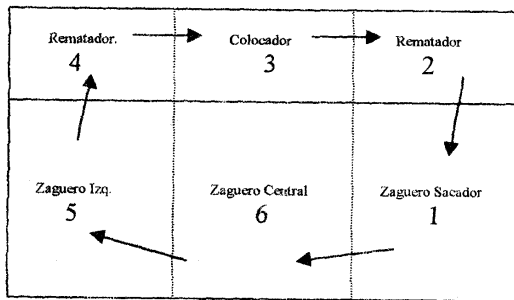 Rematador. Colocador Rematador
4 3 2
Zaguero Izq. Zaguero Central Zaguero Sacador
5 6 1